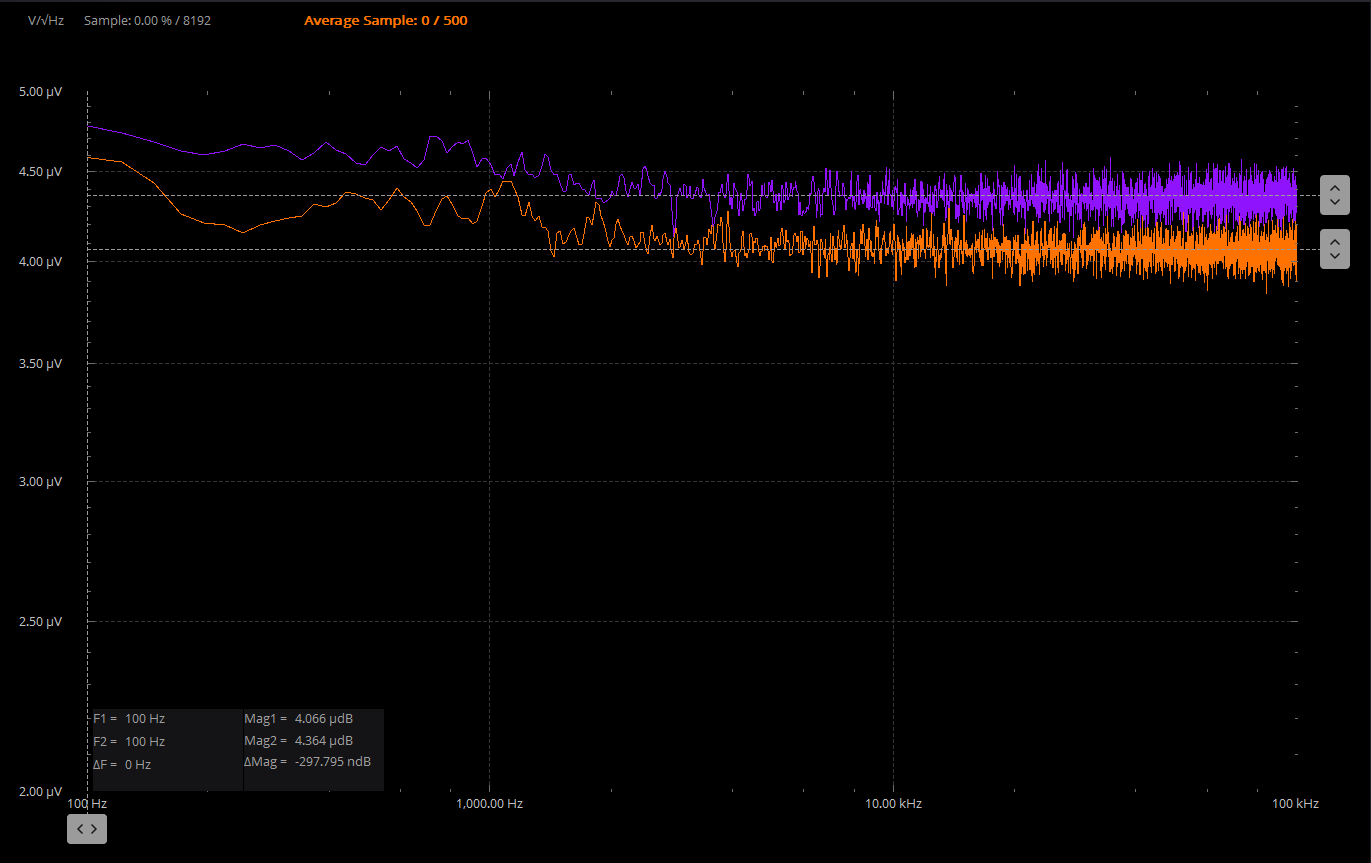 V/√Hz Sample: 0.00 % / 8192 Average Sample: 0 / 500
5.00 µV
4.50 µV
4.00 µV
3.50 µV
3.00 µV
2.50 µV
F1 = 100 Hz Mag1 = 4.066 µdB
F2 = 100 Hz Mag2 = 4.364 µdB
ΔF = 0 Hz ΔMag = -297.795 ndB
2.00 µV
100 Hz 1,000.00 Hz 10.00 kHz 100 kHz